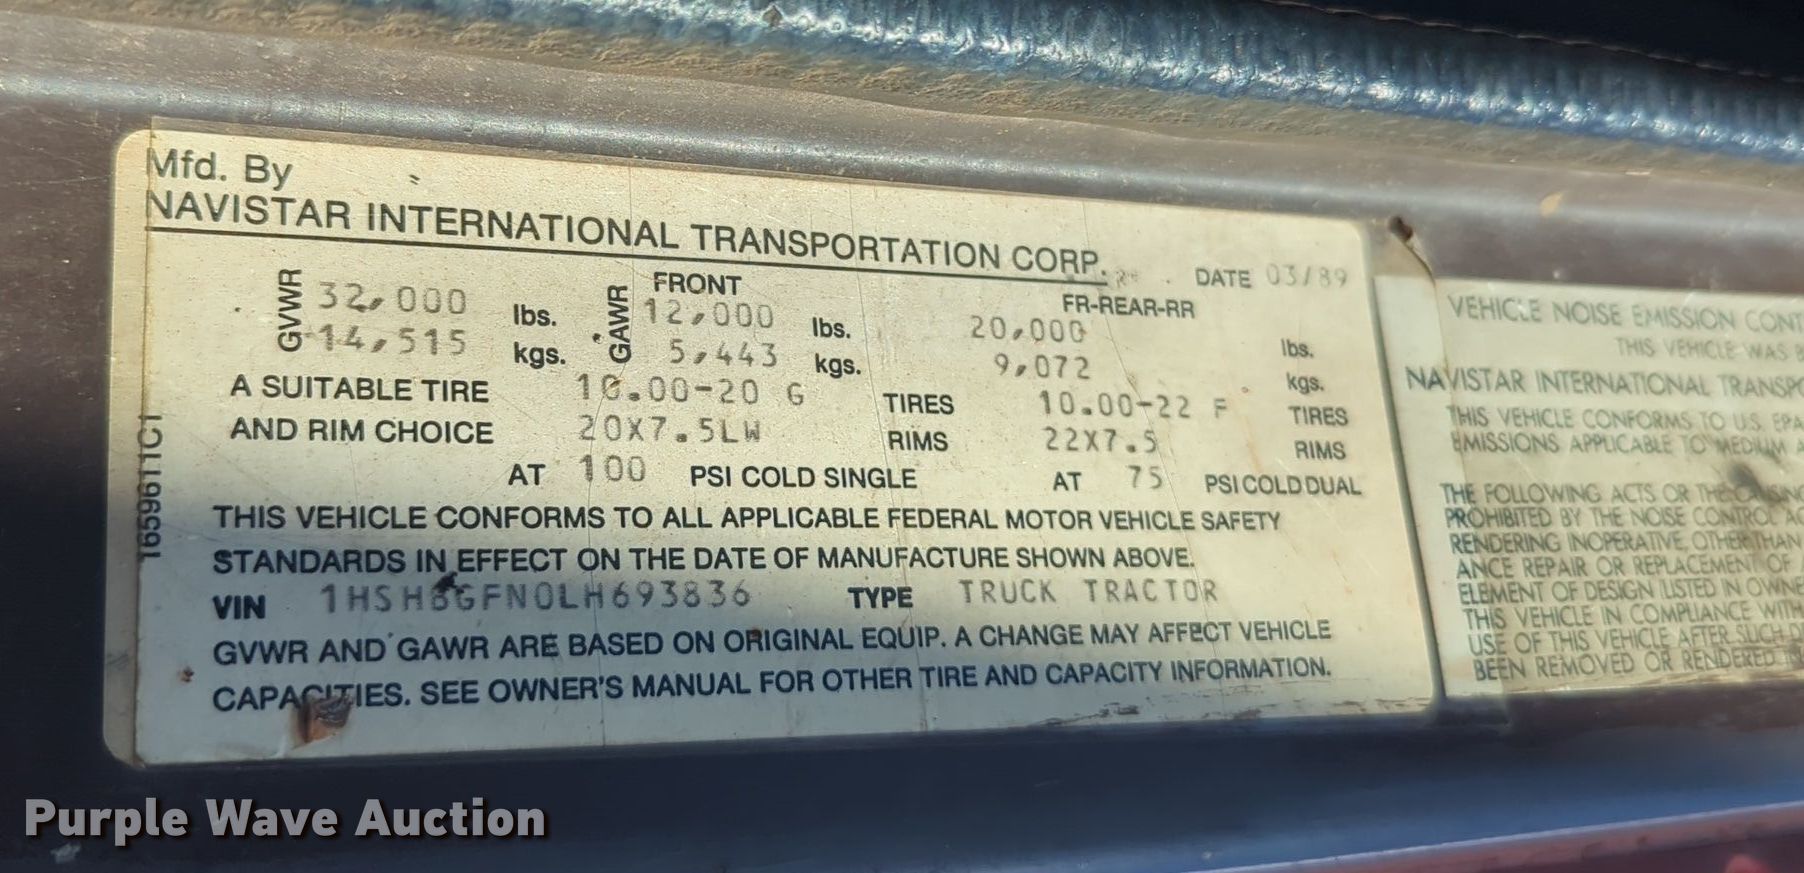 Mfd. By
NAVISTAR INTERNATIONAL TRANSPORTATION CORP.
DATE 03/89
GVWR 32,000 lbs. GAWR FRONT 12,000 lbs. FR-REAR-RR 20,000 lbs.
14,515 kgs. 5,443 kgs. 9,072 kgs.
A SUITABLE TIRE 10.00-20 G TIRES 10.00-22 F TIRES
AND RIM CHOICE 20X7.5LW RIMS 22X7.5 RIMS
AT 100 PSI COLD SINGLE AT 75 PSI COLD DUAL
THIS VEHICLE CONFORMS TO ALL APPLICABLE FEDERAL MOTOR VEHICLE SAFETY
STANDARDS IN EFFECT ON THE DATE OF MANUFACTURE SHOWN ABOVE.
VIN 1HSHBGFN0LH693836 TYPE TRUCK TRACTOR
GVWR AND GAWR ARE BASED ON ORIGINAL EQUIP. A CHANGE MAY AFFECT VEHICLE
CAPACITIES. SEE OWNER'S MANUAL FOR OTHER TIRE AND CAPACITY INFORMATION.
1659611C1
VEHICLE NOISE EMISSION CONT
THIS VEHICLE WAS B
NAVISTAR INTERNATIONAL TRANSPO
THIS VEHICLE CONFORMS TO U.S. EPA
EMISSIONS APPLICABLE TO MEDIUM A
THE FOLLOWING ACTS OR THE CAUSING
PROHIBITED BY THE NOISE CONTROL AC
RENDERING INOPERATIVE, OTHER THAN
ANCE REPAIR OR REPLACEMENT OF
ELEMENT OF DESIGN LISTED IN OWNE
THIS VEHICLE IN COMPLIANCE WITH
USE OF THIS VEHICLE AFTER SUCH D
BEEN REMOVED OR RENDERED
Purple Wave Auction